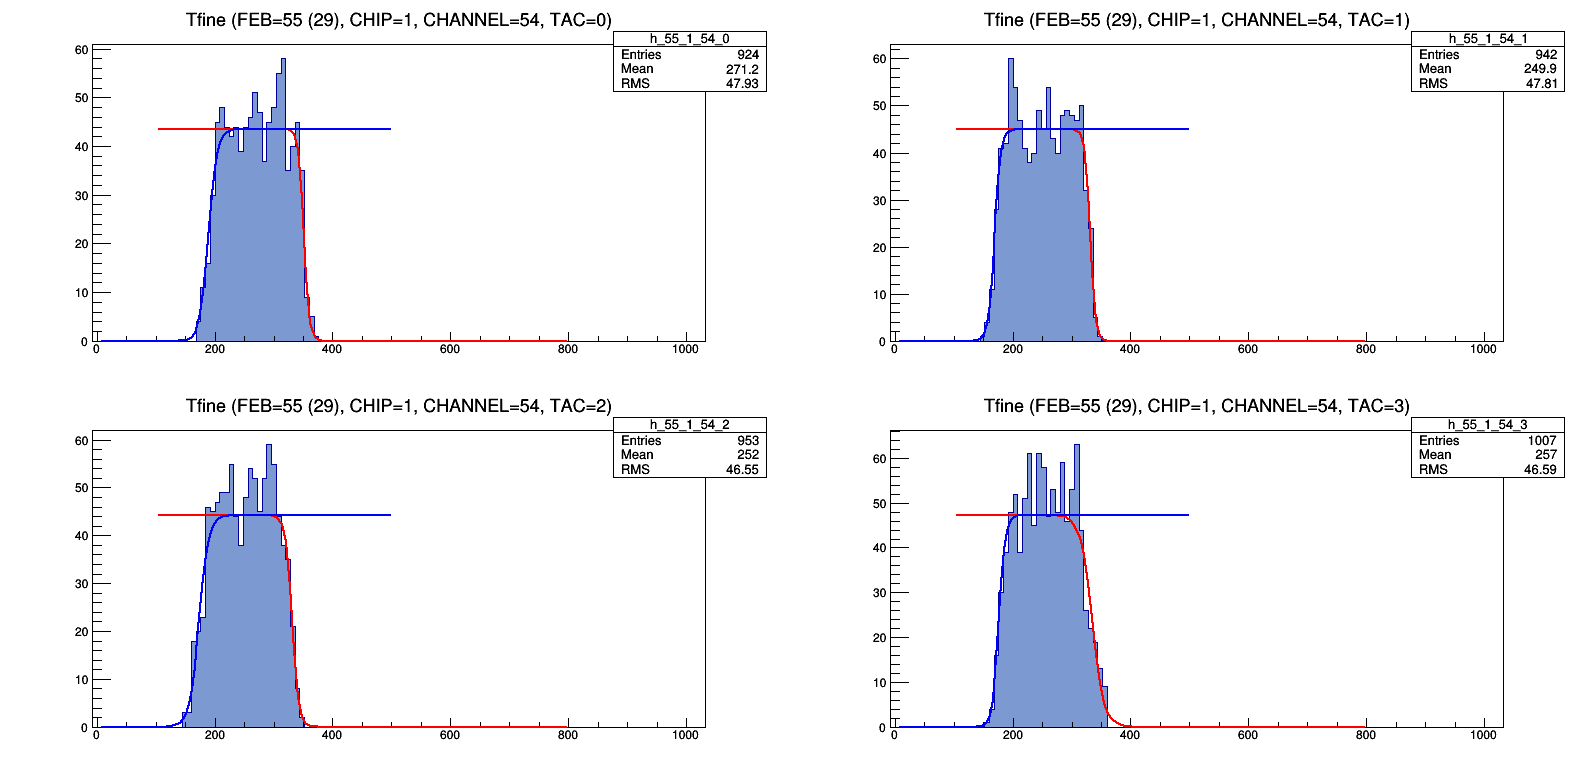 Tfine (FEB=55 (29), CHIP=1, CHANNEL=54, TAC=0)
h_55_1_54_0
Entries 924
Mean 271.2
RMS 47.93
60
50
40
30
20
10
0
0 200 400 600 800 1000
Tfine (FEB=55 (29), CHIP=1, CHANNEL=54, TAC=1)
h_55_1_54_1
Entries 942
Mean 249.9
RMS 47.81
60
50
40
30
20
10
0
0 200 400 600 800 1000
Tfine (FEB=55 (29), CHIP=1, CHANNEL=54, TAC=2)
h_55_1_54_2
Entries 953
Mean 252
RMS 46.55
60
50
40
30
20
10
0
0 200 400 600 800 1000
Tfine (FEB=55 (29), CHIP=1, CHANNEL=54, TAC=3)
h_55_1_54_3
Entries 1007
Mean 257
RMS 46.59
60
50
40
30
20
10
0
0 200 400 600 800 1000